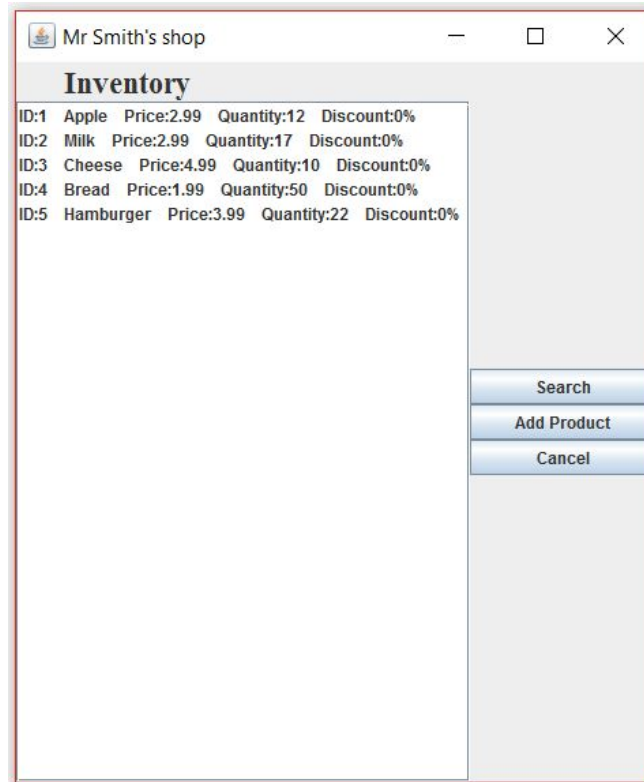 Mr Smith's shop
Inventory
ID:1 Apple Price:2.99 Quantity:12 Discount:0%
ID:2 Milk Price:2.99 Quantity:17 Discount:0%
ID:3 Cheese Price:4.99 Quantity:10 Discount:0%
ID:4 Bread Price:1.99 Quantity:50 Discount:0%
ID:5 Hamburger Price:3.99 Quantity:22 Discount:0%
Search
Add Product
Cancel